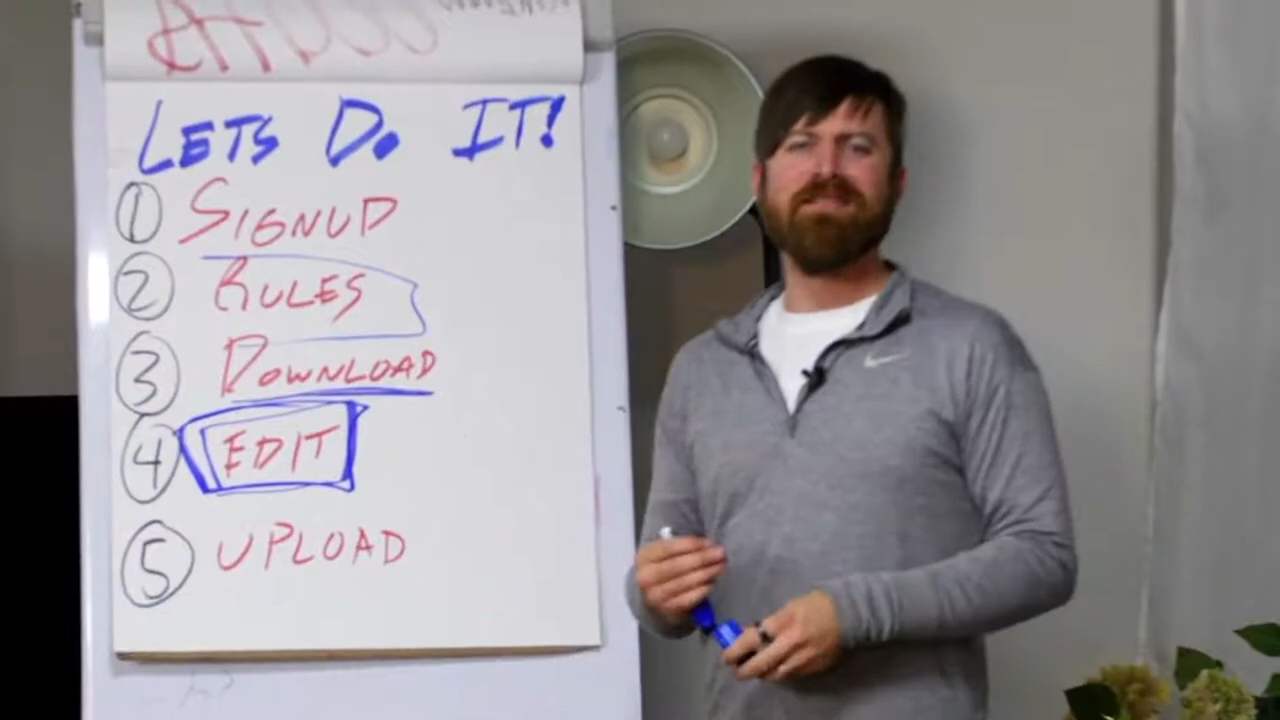 LETS DO IT!
1 SIGNUP
2 RULES
3 DOWNLOAD
4 EDIT
5 UPLOAD